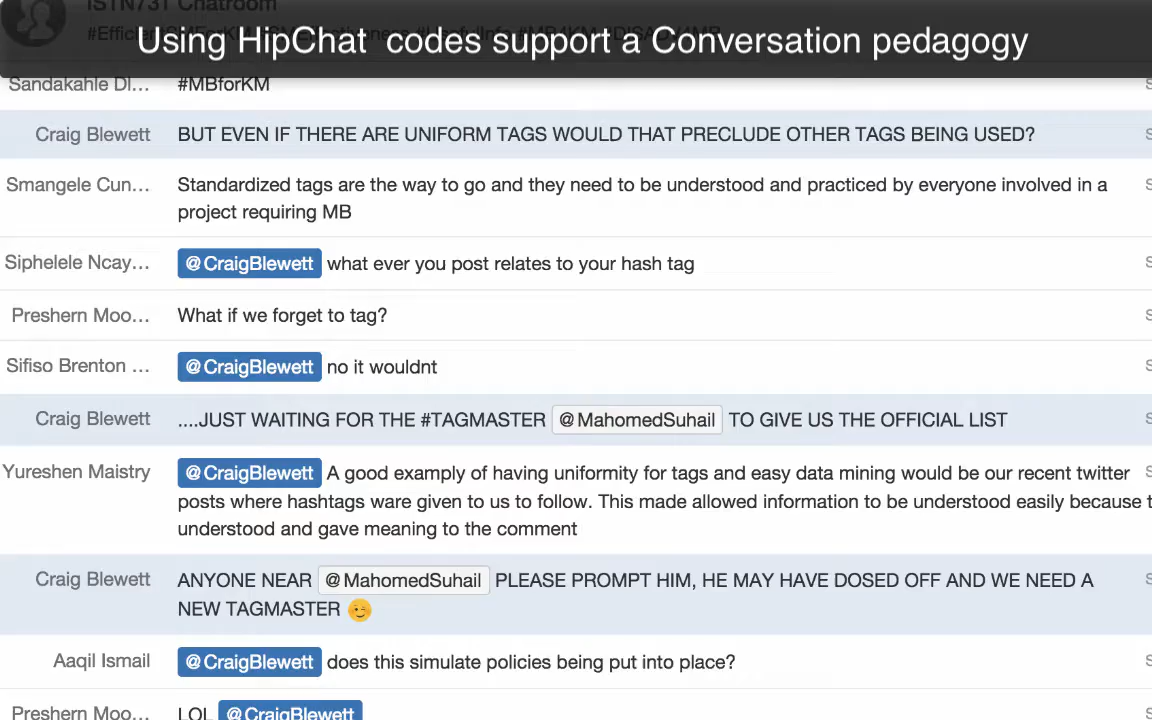 ISTN731 Chatroom
Using HipChat codes support a Conversation pedagogy
Sandakahle Dl... #MBforKM
Craig Blewett BUT EVEN IF THERE ARE UNIFORM TAGS WOULD THAT PRECLUDE OTHER TAGS BEING USED?
Smangele Cun... Standardized tags are the way to go and they need to be understood and practiced by everyone involved in a
project requiring MB
Siphelele Ncay... @CraigBlewett what ever you post relates to your hash tag
Preshern Moo... What if we forget to tag?
Sifiso Brenton ... @CraigBlewett no it wouldnt
Craig Blewett ....JUST WAITING FOR THE #TAGMASTER @MahomedSuhail TO GIVE US THE OFFICIAL LIST
Yureshen Maistry @CraigBlewett A good examply of having uniformity for tags and easy data mining would be our recent twitter
posts where hashtags ware given to us to follow. This made allowed information to be understood easily because t
understood and gave meaning to the comment
Craig Blewett ANYONE NEAR @MahomedSuhail PLEASE PROMPT HIM, HE MAY HAVE DOSED OFF AND WE NEED A
NEW TAGMASTER 😉
Aaqil Ismail @CraigBlewett does this simulate policies being put into place?
Preshern Moo... LOL @CraigBlewett